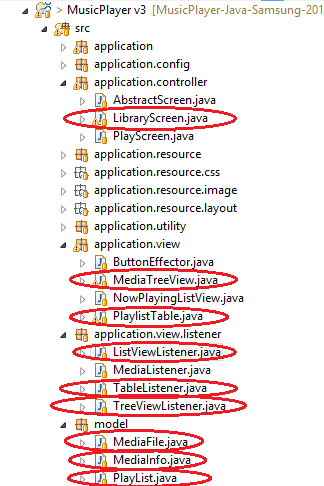 > MusicPlayer v3 [MusicPlayer-Java-Samsung-201
src
application
application.config
application.controller
AbstractScreen.java
LibraryScreen.java
PlayScreen.java
application.resource
application.resource.css
application.resource.image
application.resource.layout
application.utility
application.view
ButtonEffector.java
MediaTreeView.java
NowPlayingListView.java
PlaylistTable.java
application.view.listener
ListViewListener.java
MediaListener.java
TableListener.java
TreeViewListener.java
model
MediaFile.java
MediaInfo.java
PlayList.java